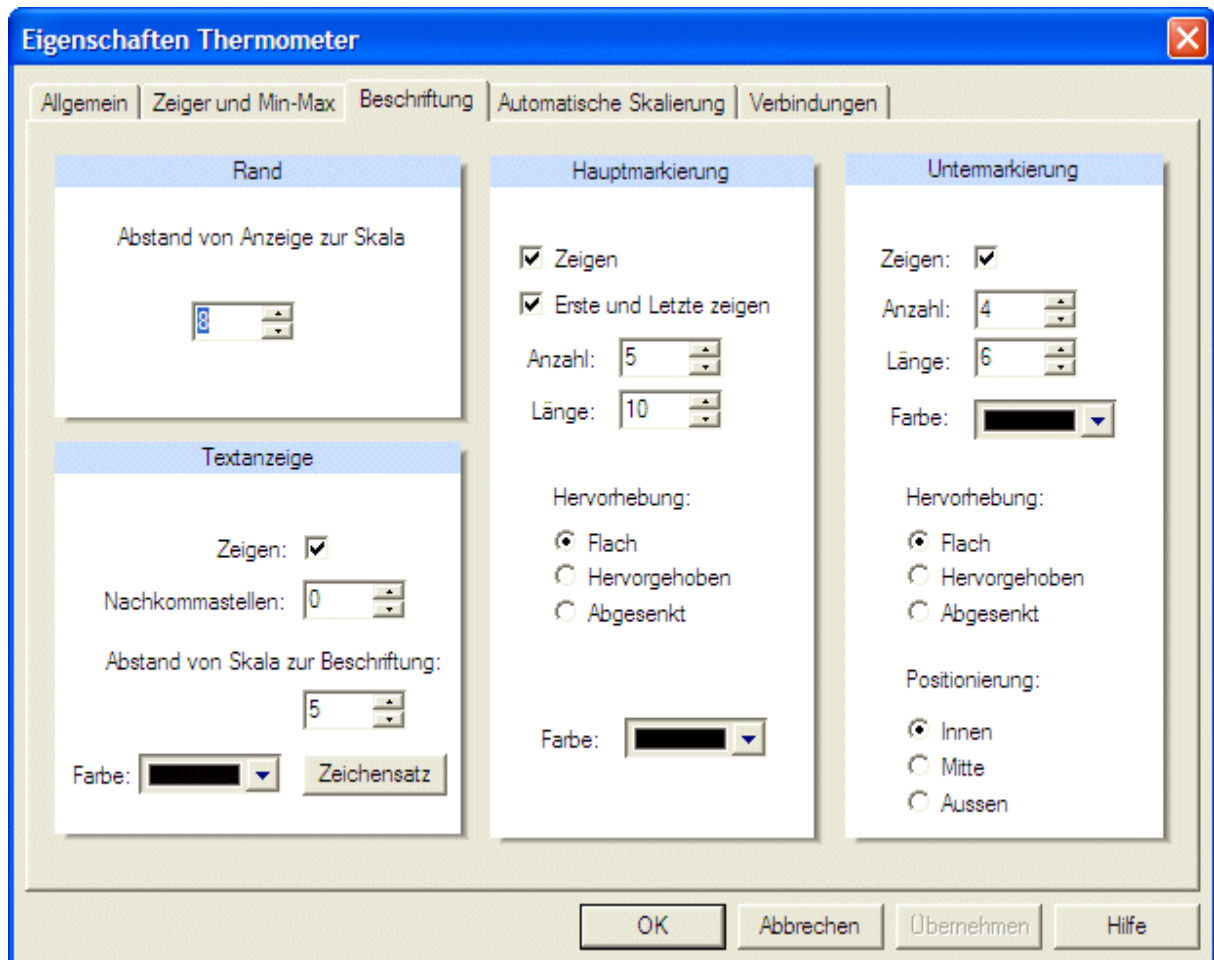 Eigenschaften Thermometer
Allgemein
Zeiger und Min-Max
Beschriftung
Automatische Skalierung
Verbindungen
Rand
Abstand von Anzeige zur Skala
8
Textanzeige
Zeigen:
Nachkommastellen: 0
Abstand von Skala zur Beschriftung:
5
Farbe:
Zeichensatz
Hauptmarkierung
Zeigen
Erste und Letzte zeigen
Anzahl: 5
Länge: 10
Hervorhebung:
Flach
Hervorgehoben
Abgesenkt
Farbe:
Untermarkierung
Zeigen:
Anzahl: 4
Länge: 6
Farbe:
Hervorhebung:
Flach
Hervorgehoben
Abgesenkt
Positionierung:
Innen
Mitte
Aussen
OK
Abbrechen
Übernehmen
Hilfe